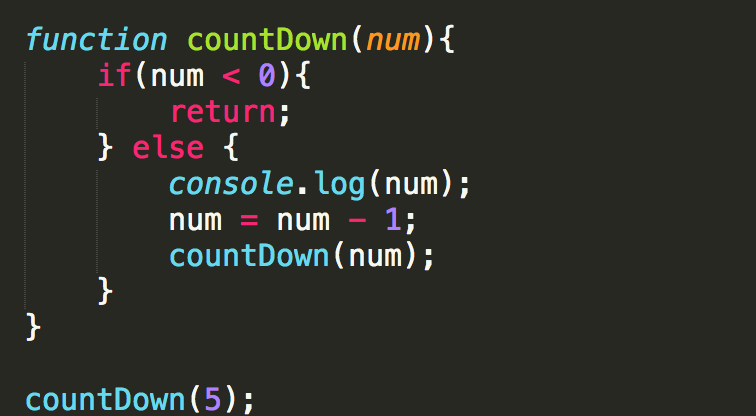 function countDown(num){
    if(num < 0){
        return;
    } else {
        console.log(num);
        num = num - 1;
        countDown(num);
    }
}

countDown(5);